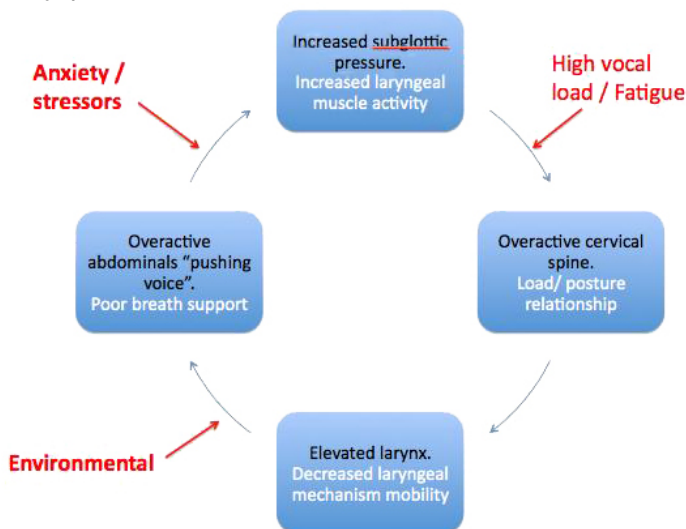 Increased subglottic
pressure.
Increased laryngeal
muscle activity
Anxiety /
stressors
High vocal
load / Fatigue
Overactive
abdominals “pushing
voice”.
Poor breath support
Overactive cervical
spine.
Load/ posture
relationship
Environmental
Elevated larynx.
Decreased laryngeal
mechanism mobility